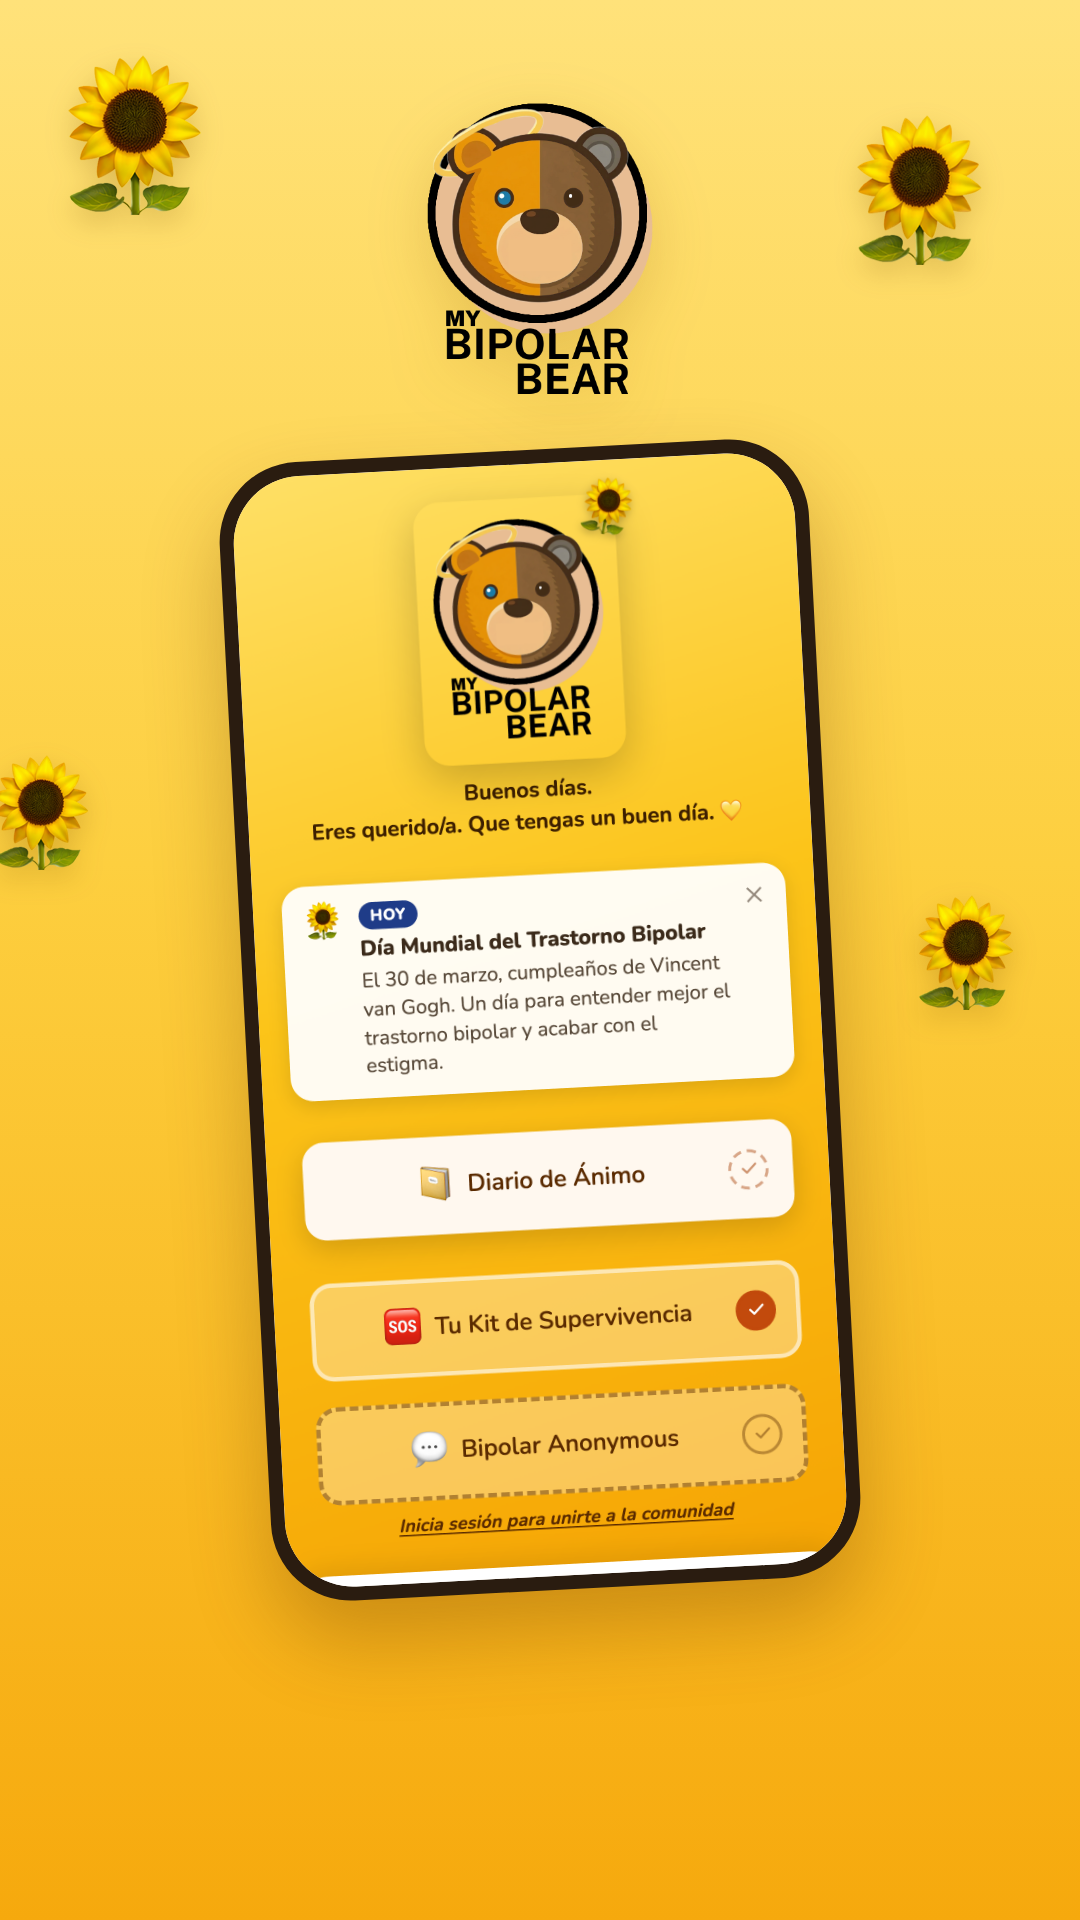 MY
BIPOLAR
BEAR
MY
BIPOLAR
BEAR
Buenos días.
Eres querido/a. Que tengas un buen día. 💛
HOY
Día Mundial del Trastorno Bipolar
El 30 de marzo, cumpleaños de Vincent
van Gogh. Un día para entender mejor el
trastorno bipolar y acabar con el
estigma.
Diario de Ánimo
SOS Tu Kit de Supervivencia
Bipolar Anonymous
Inicia sesión para unirte a la comunidad